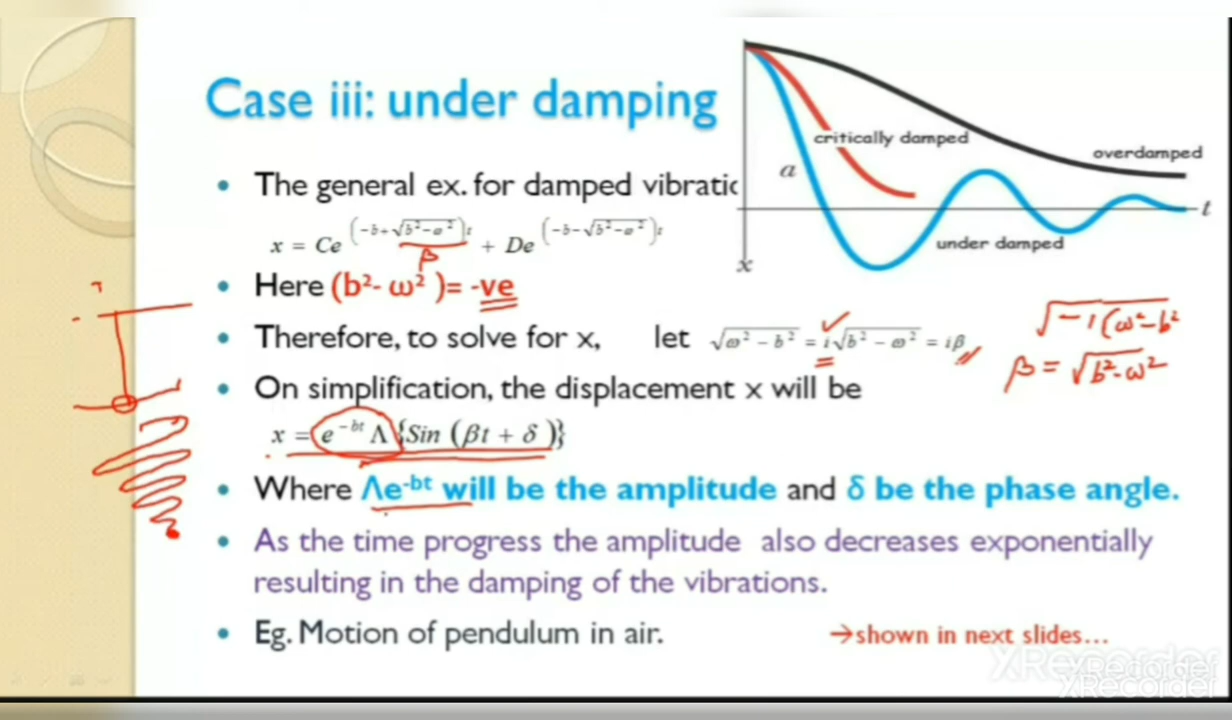 Case iii: under damping
critically damped
overdamped
a
t
under damped
x
• The general ex. for damped vibratic
x = Ce^(-b+√b²-ω²)t + De^(-b-√b²-ω²)t
β
• Here (b²- ω² )= -ve
• Therefore, to solve for x, let √ω² - b² = i√b² - ω² = iβ
√-1(ω²-b²
β = √b²-ω²
• On simplification, the displacement x will be
x = e^-bt Λ{Sin (βt + δ )}
• Where Λe^-bt will be the amplitude and δ be the phase angle.
• As the time progress the amplitude also decreases exponentially
resulting in the damping of the vibrations.
• Eg. Motion of pendulum in air.
→shown in next slides...
XRecorder
XRecorder
XRecorder